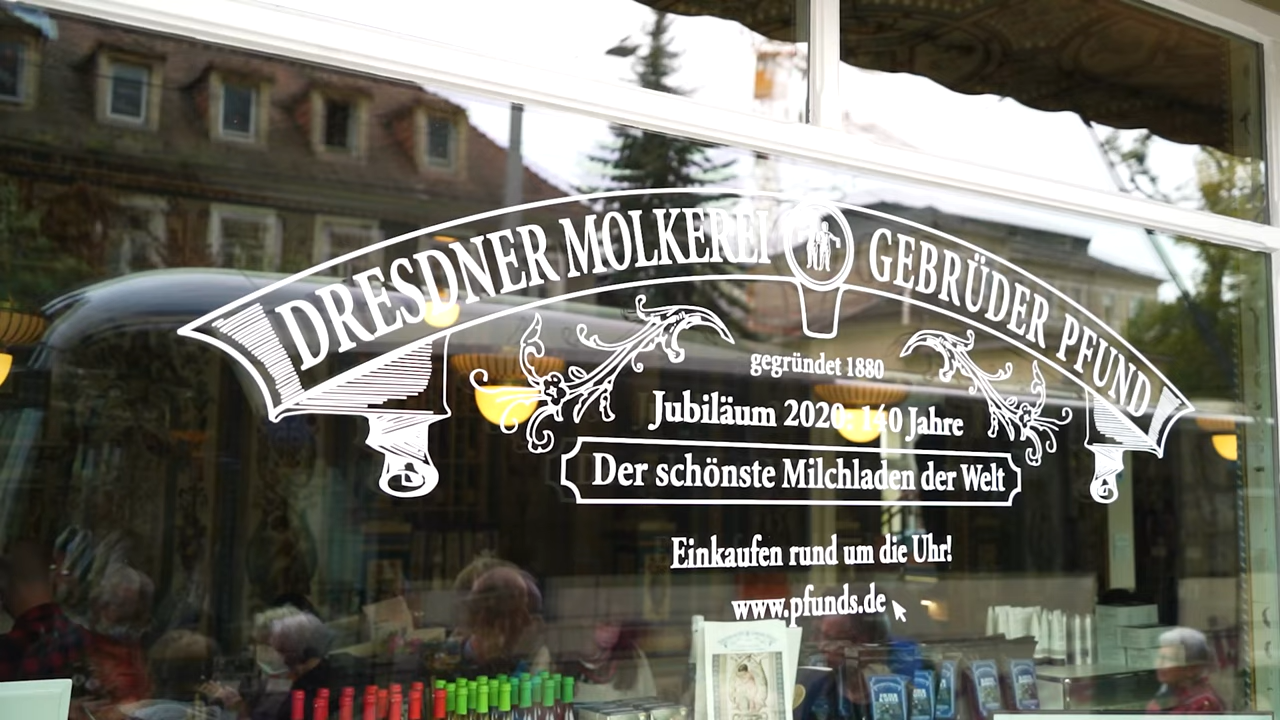 DRESDNER MOLKEREI GEBRÜDER PFUND
gegründet 1880
Jubiläum 2020: 140 Jahre
Der schönste Milchladen der Welt
Einkaufen rund um die Uhr!
www.pfunds.de